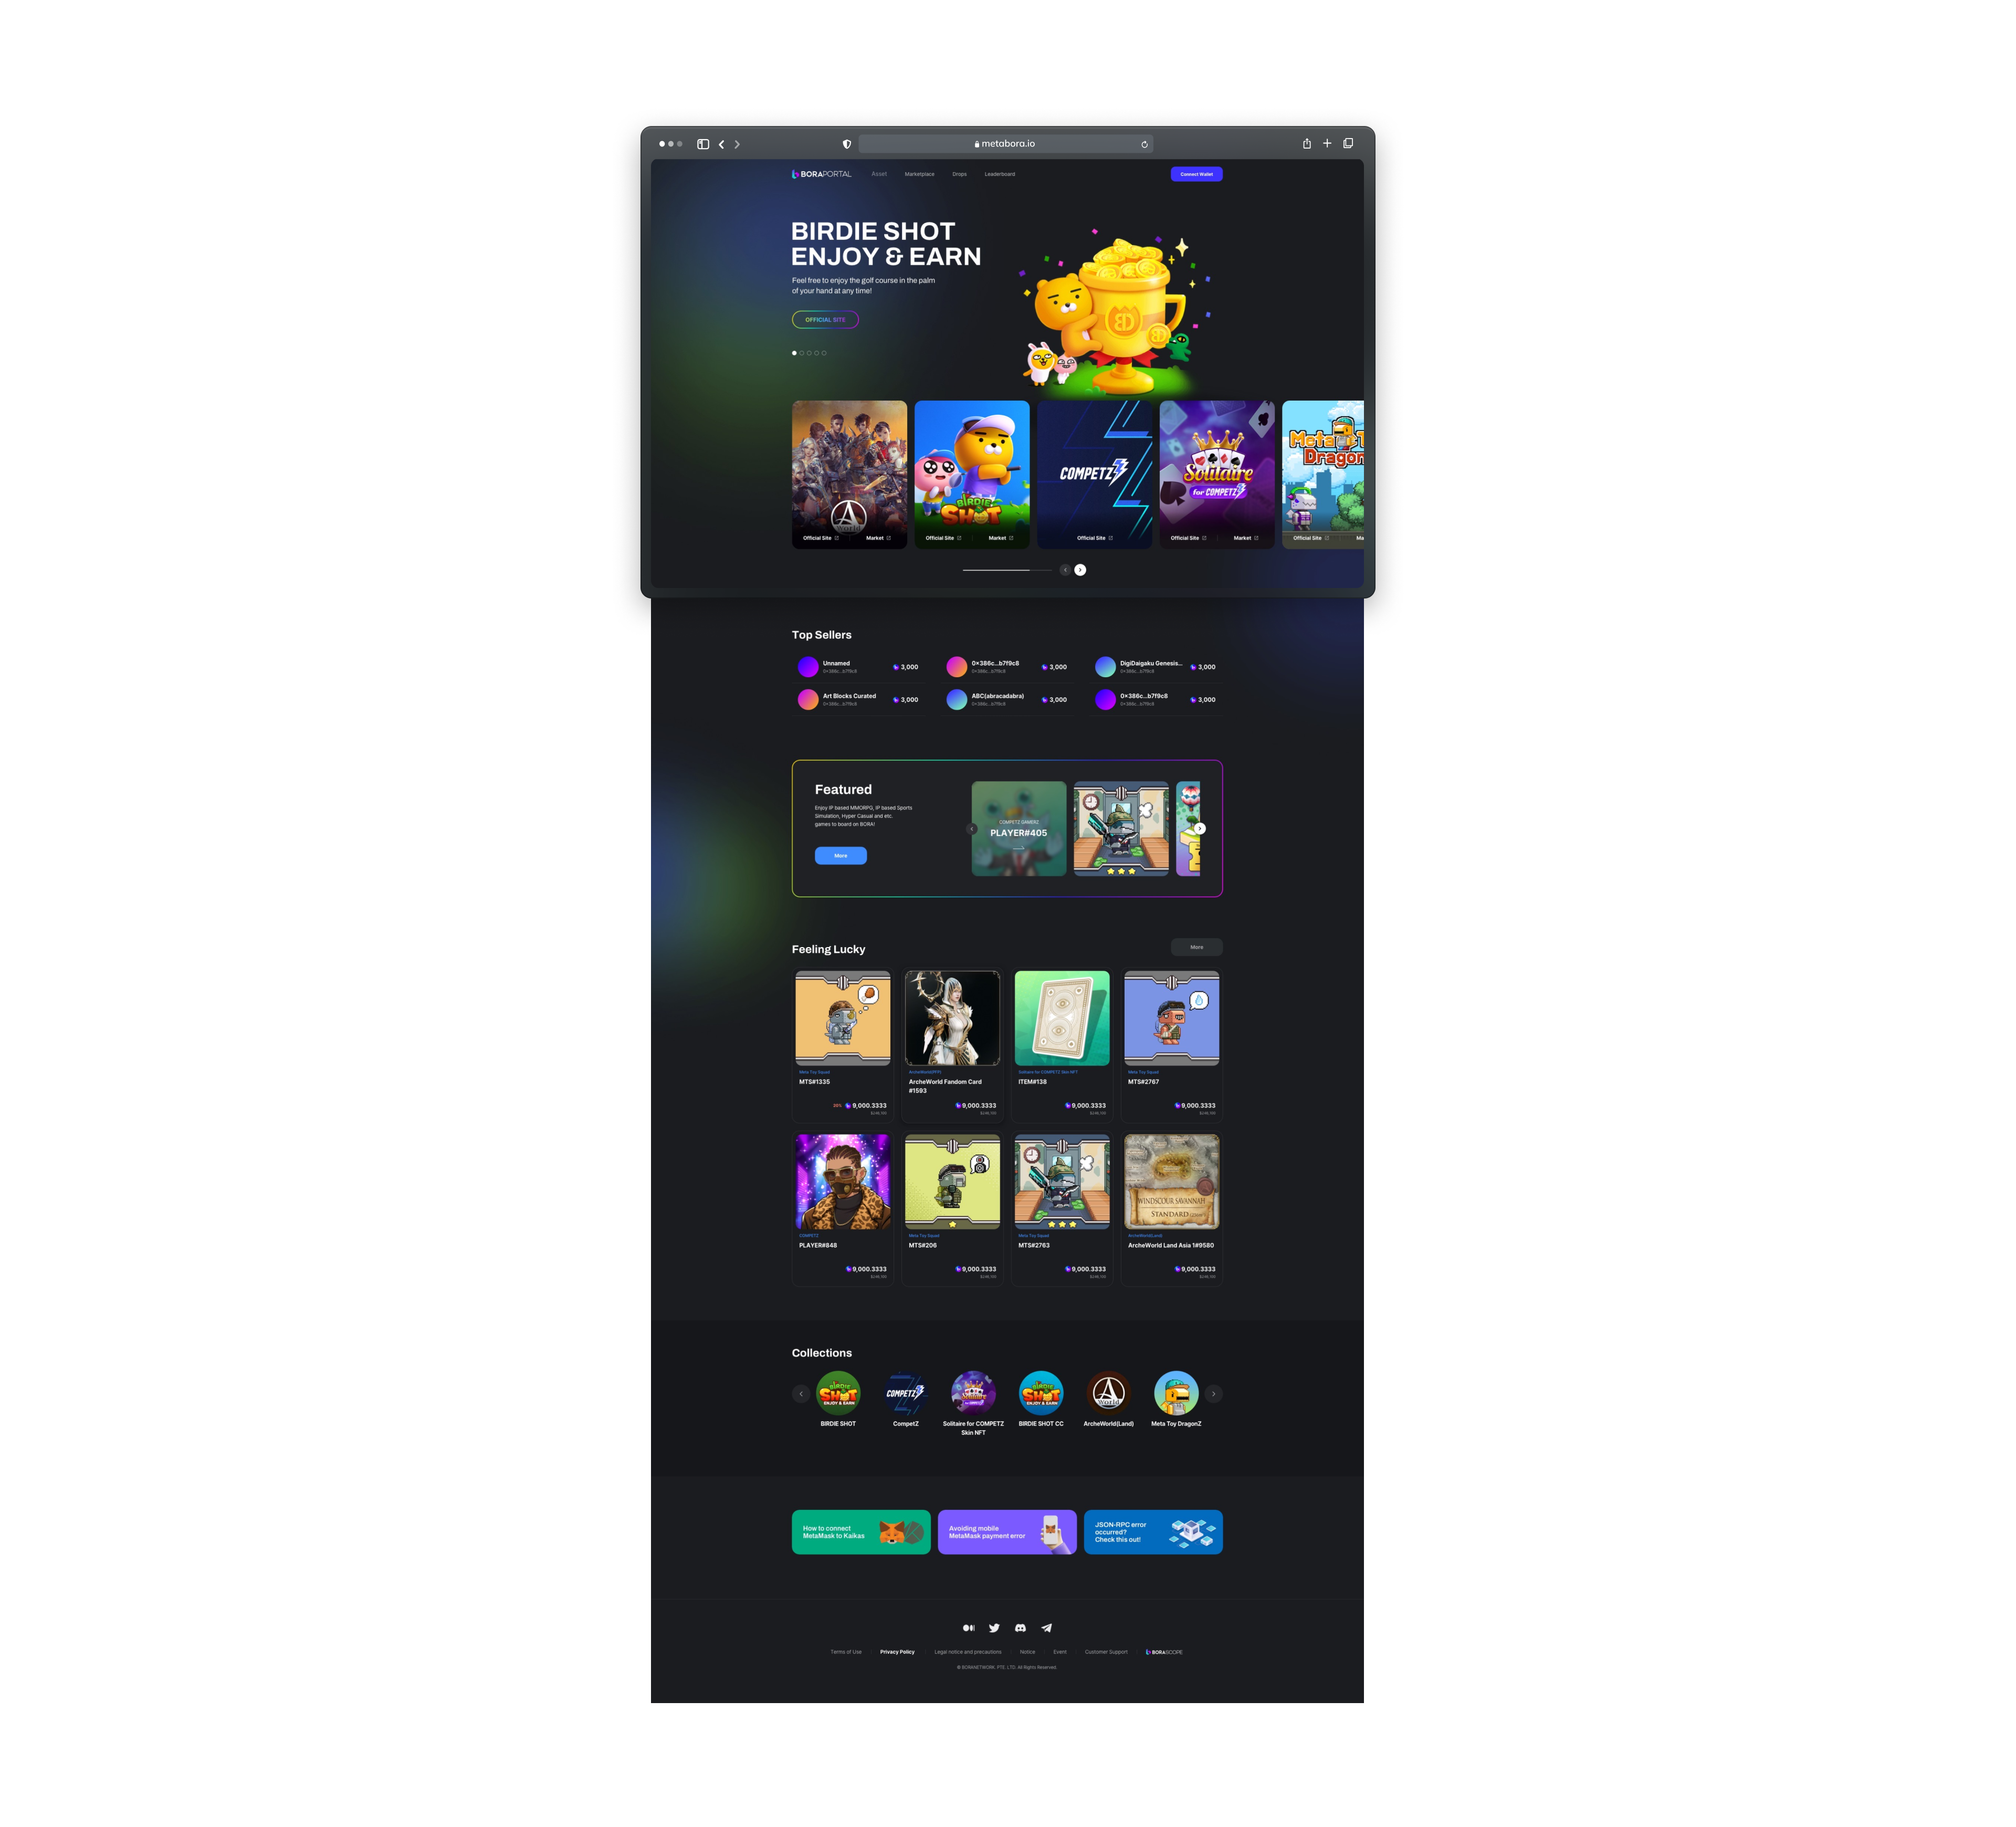 metabora.io
BORAPORTAL
Asset
Marketplace
Drops
Leaderboard
Connect Wallet
BIRDIE SHOT
ENJOY & EARN
Feel free to enjoy the golf course in the palm
of your hand at any time!
OFFICIAL SITE
World
Official Site
Market
BIRDIE
SHOT
Official Site
Market
COMPETZ
Official Site
Solitaire
for COMPETZ
Official Site
Market
Meta T
Dragon
Official Site
Ma
Top Sellers
Unnamed
0×386c...b7f9c8
3,000
0×386c...b7f9c8
0×386c...b7f9c8
3,000
DigiDaigaku Genesis...
0×386c...b7f9c8
3,000
Art Blocks Curated
0×386c...b7f9c8
3,000
ABC(abracadabra)
0×386c...b7f9c8
3,000
0×386c...b7f9c8
0×386c...b7f9c8
3,000
Featured
Enjoy IP based MMORPG, IP based Sports
Simulation, Hyper Casual and etc.
games to board on BORA!
More
COMPETZ GAMERZ
PLAYER#405
Feeling Lucky
More
Meta Toy Squad
MTS#1335
9,000.3333
ArcheWorld(PFP)
ArcheWorld Fandom Card
#1593
9,000.3333
Solitaire for COMPETZ Skin NFT
ITEM#138
9,000.3333
Meta Toy Squad
MTS#2767
9,000.3333
COMPETZ
PLAYER#848
9,000.3333
Meta Toy Squad
MTS#206
9,000.3333
Meta Toy Squad
MTS#2763
9,000.3333
WINDSCOUR SAVANNAH
STANDARD
ArcheWorld(Land)
ArcheWorld Land Asia 1#9580
9,000.3333
Collections
BIRDIE
SHOT
ENJOY & EARN
BIRDIE SHOT
COMPETZ
CompetZ
Solitaire
Solitaire for COMPETZ
Skin NFT
BIRDIE
SHOT
ENJOY & EARN
BIRDIE SHOT CC
World
ArcheWorld(Land)
Meta Toy DragonZ
How to connect
MetaMask to Kaikas
Avoiding mobile
MetaMask payment error
JSON-RPC error
occurred?
Check this out!
Terms of Use
Privacy Policy
Legal notice and precautions
Notice
Event
Customer Support
BORASCOPE
© BORANETWORK. PTE. LTD. All Rights Reserved.